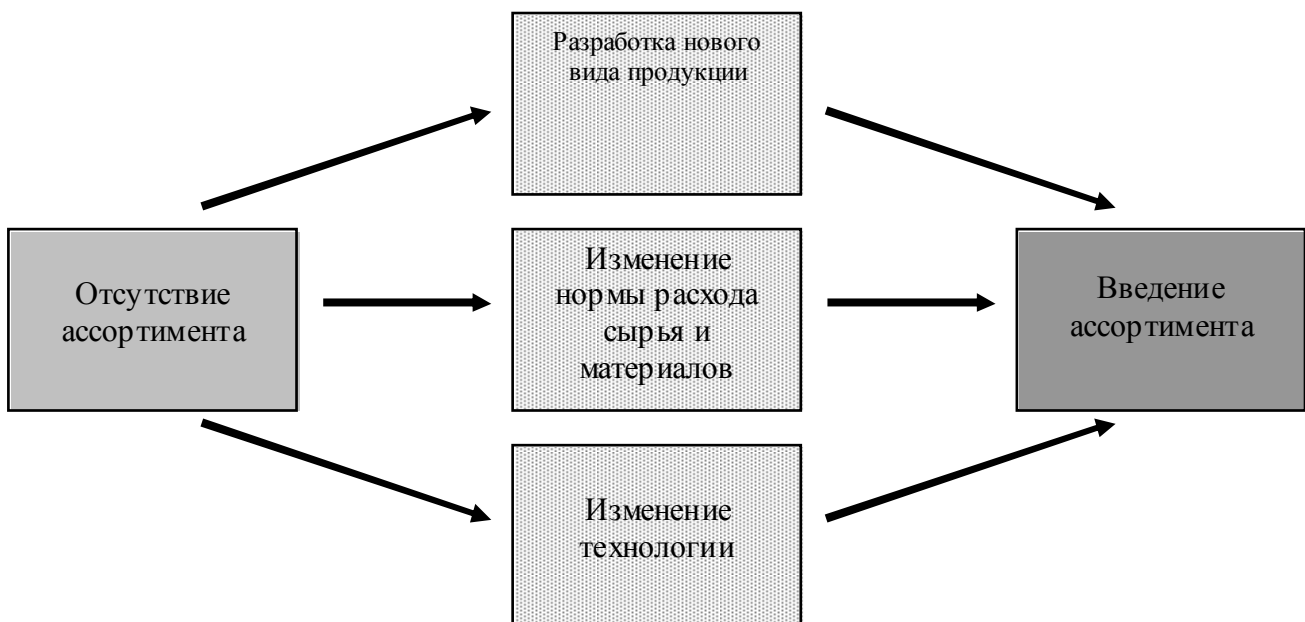 Разработка нового
вида продукции
Отсутствие
ассортимента
Изменение
нормы расхода
сырья и
материалов
Введение
ассортимента
Изменение
технологии